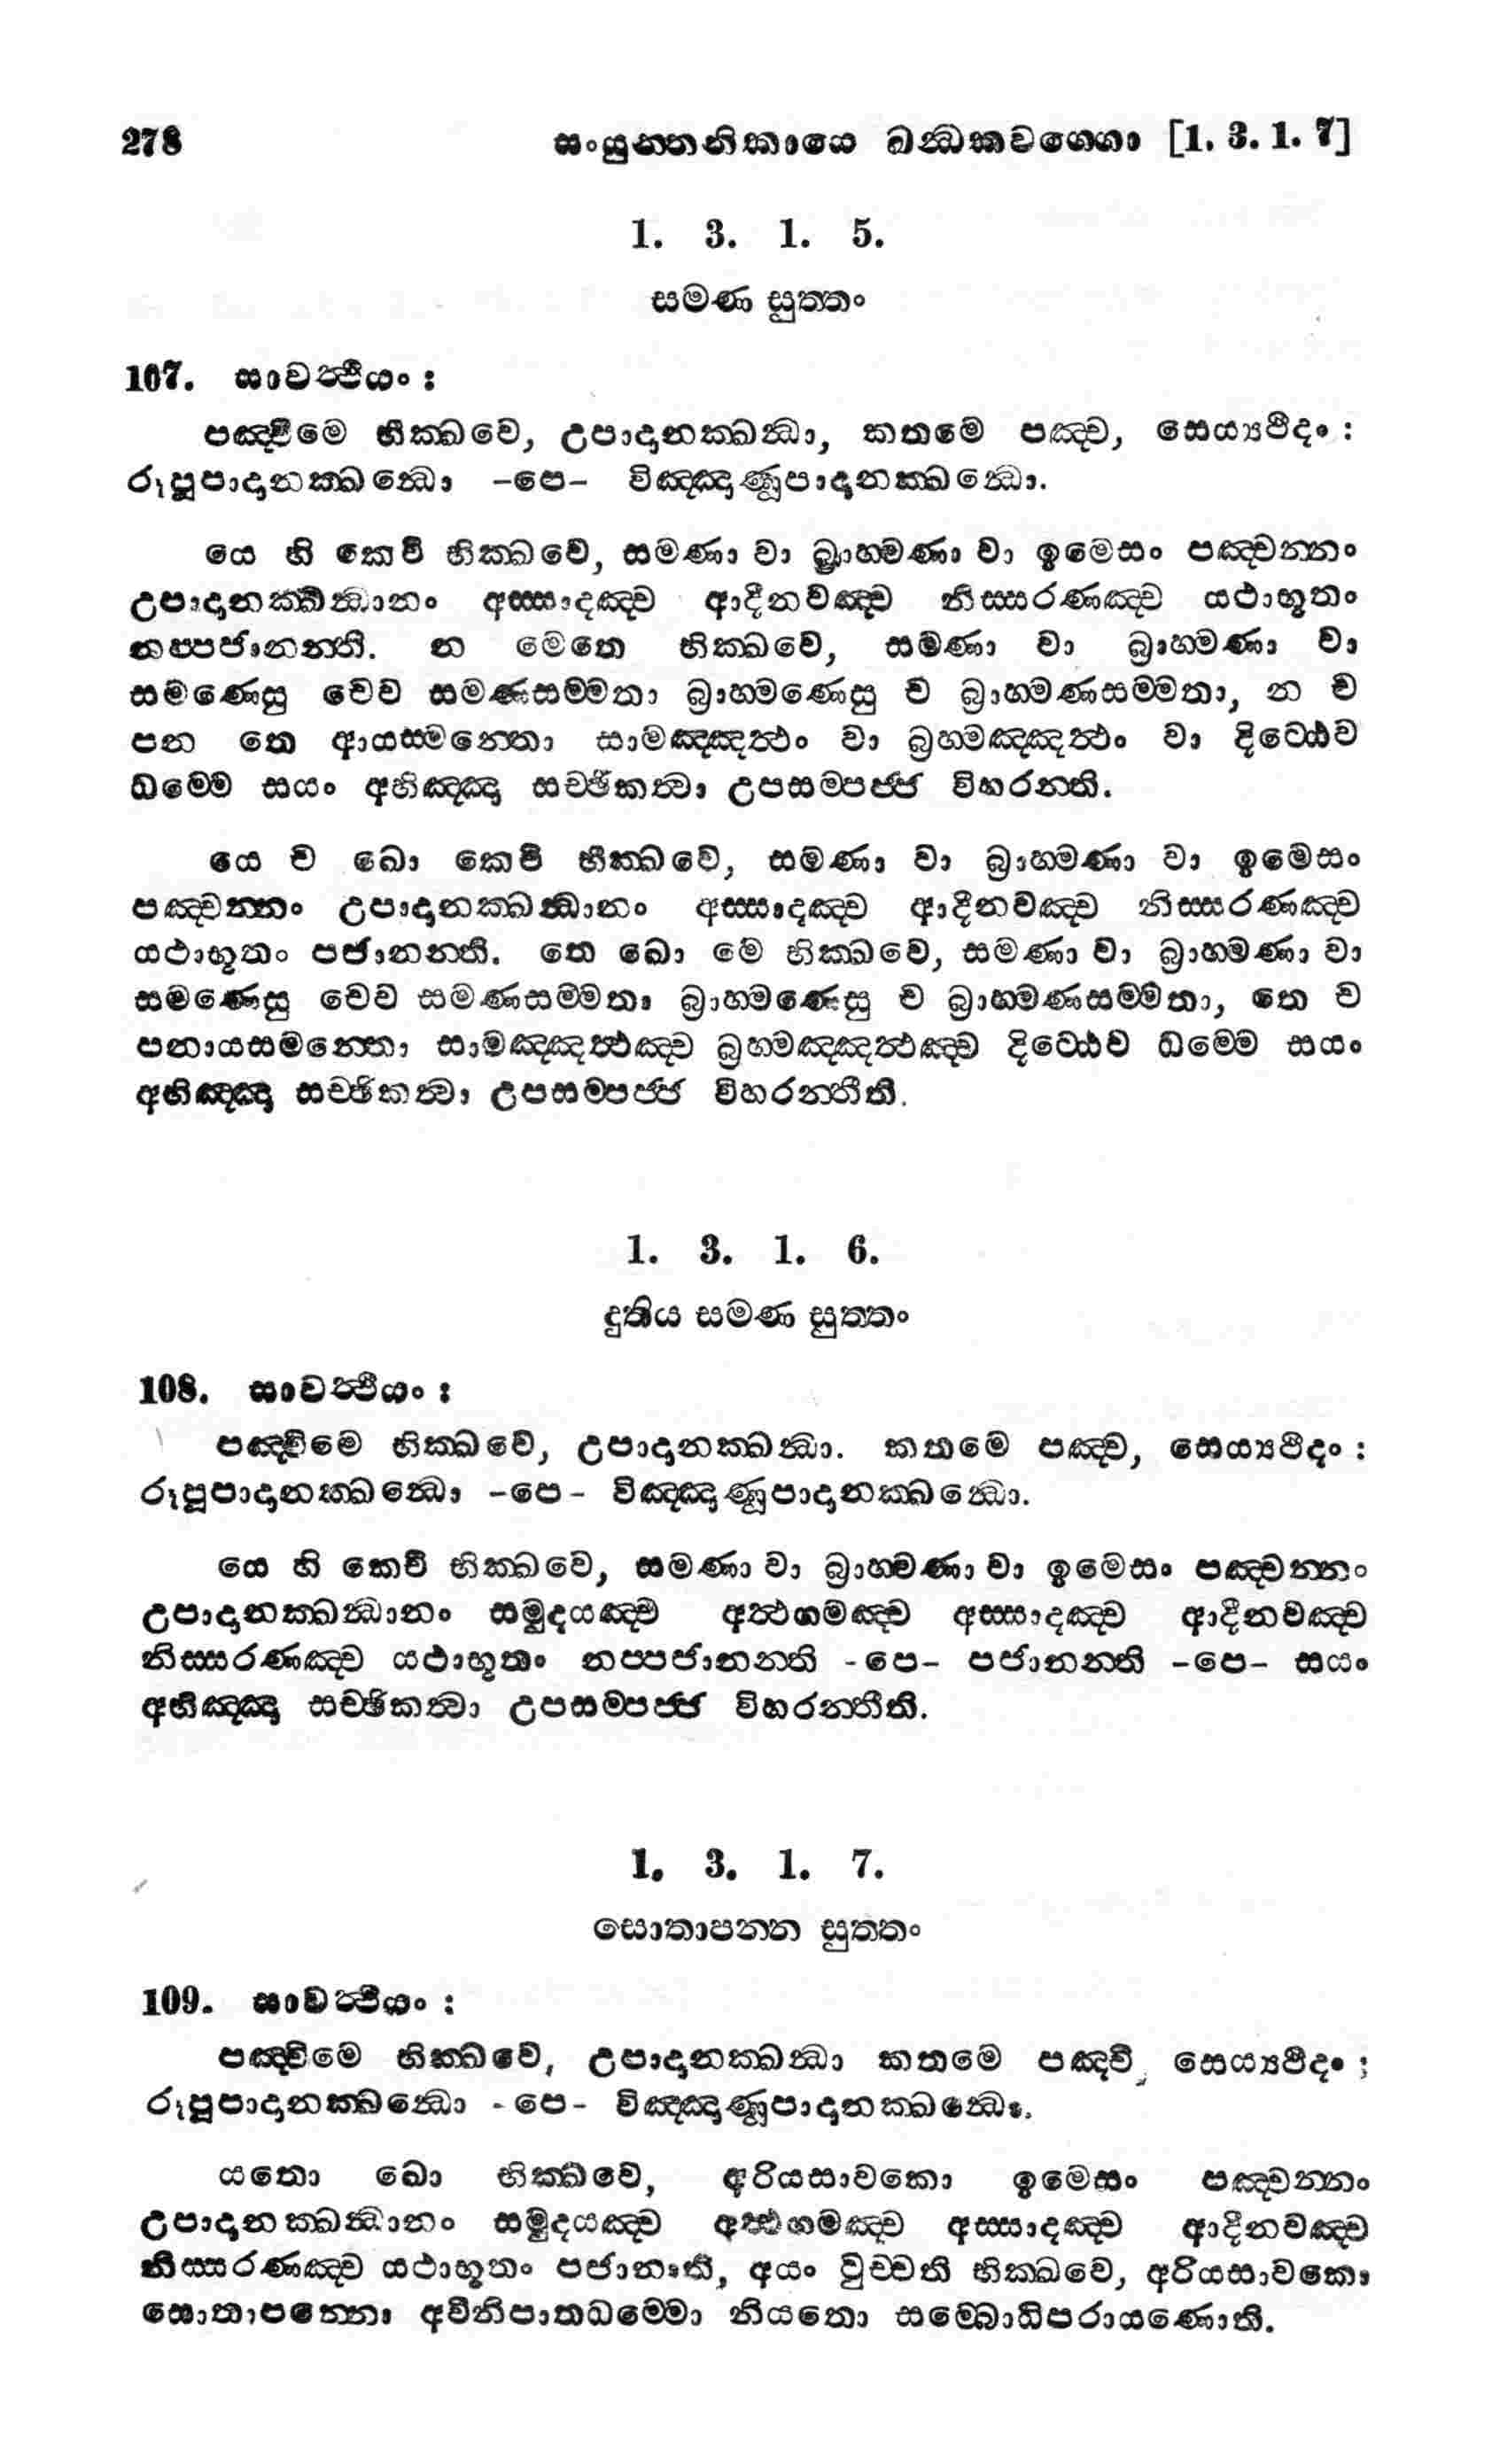 278 සංයුත්තනිකායෙ ඛන්ධකවග්ගො [1. 3. 1. 7]
1. 3. 1. 5.
සමණ සුත්තං
107. සාවත්ථියං :
පඤ්චිමෙ භික්ඛවෙ, උපාදානක්ඛන්ධා, කතමෙ පඤ්ච, සෙය්‍යථිදං :
රූපූපාදානක්ඛන්ධො -පෙ- විඤ්ඤාණූපාදානක්ඛන්ධො.
යෙ හි කෙචි භික්ඛවෙ, සමණා වා බ්‍රාහ්මණා වා ඉමෙසං පඤ්චන්නං
උපාදානක්ඛන්ධානං අස්සාදඤ්ච ආදීනවඤ්ච නිස්සරණඤ්ච යථාභූතං
නප්පජානන්ති. න මෙතෙ භික්ඛවෙ, සමණා වා බ්‍රාහ්මණා වා
සමණෙසු චෙව සමණසම්මතා බ්‍රාහ්මණෙසු ච බ්‍රාහ්මණසම්මතා, න ච
පන තෙ ආයස්මන්තො සාමඤ්ඤත්ථං වා බ්‍රහ්මඤ්ඤත්ථං වා දිට්ඨෙව
ධම්මෙ සයං අභිඤ්ඤා සච්ඡිකත්වා උපසම්පජ්ජ විහරන්ති.
යෙ ච ඛො කෙචි භික්ඛවෙ, සමණා වා බ්‍රාහ්මණා වා ඉමෙසං
පඤ්චන්නං උපාදානක්ඛන්ධානං අස්සාදඤ්ච ආදීනවඤ්ච නිස්සරණඤ්ච
යථාභූතං පජානන්ති. තෙ ඛො මෙ භික්ඛවෙ, සමණා වා බ්‍රාහ්මණා වා
සමණෙසු චෙව සමණසම්මතා බ්‍රාහ්මණෙසු ච බ්‍රාහ්මණසම්මතා, තෙ ච
පනායස්මන්තො සාමඤ්ඤත්ථඤ්ච බ්‍රහ්මඤ්ඤත්ථඤ්ච දිට්ඨෙව ධම්මෙ සයං
අභිඤ්ඤා සච්ඡිකත්වා උපසම්පජ්ජ විහරන්තීති.
1. 3. 1. 6.
දුතිය සමණ සුත්තං
108. සාවත්ථියං :
පඤ්චිමෙ භික්ඛවෙ, උපාදානක්ඛන්ධා. කතමෙ පඤ්ච, සෙය්‍යථිදං :
රූපූපාදානක්ඛන්ධො -පෙ- විඤ්ඤාණූපාදානක්ඛන්ධො.
යෙ හි කෙචි භික්ඛවෙ, සමණා වා බ්‍රාහ්මණා වා ඉමෙසං පඤ්චන්නං
උපාදානක්ඛන්ධානං සමුදයඤ්ච අත්ථගමඤ්ච අස්සාදඤ්ච ආදීනවඤ්ච
නිස්සරණඤ්ච යථාභූතං නප්පජානන්ති -පෙ- පජානන්ති -පෙ- සයං
අභිඤ්ඤා සච්ඡිකත්වා උපසම්පජ්ජ විහරන්තීති.
1. 3. 1. 7.
සොතාපන්න සුත්තං
109. සාවත්ථියං :
පඤ්චිමෙ භික්ඛවෙ, උපාදානක්ඛන්ධා කතමෙ පඤ්ච, සෙය්‍යථිදං ;
රූපූපාදානක්ඛන්ධො -පෙ- විඤ්ඤාණූපාදානක්ඛන්ධො.
යතො ඛො භික්ඛවෙ, අරියසාවකො ඉමෙසං පඤ්චන්නං
උපාදානක්ඛන්ධානං සමුදයඤ්ච අත්ථගමඤ්ච අස්සාදඤ්ච ආදීනවඤ්ච
නිස්සරණඤ්ච යථාභූතං පජානාති, අයං වුච්චති භික්ඛවෙ, අරියසාවකො
සොතාපන්නො අවිනිපාතධම්මො නියතො සම්බොධිපරායණොති.